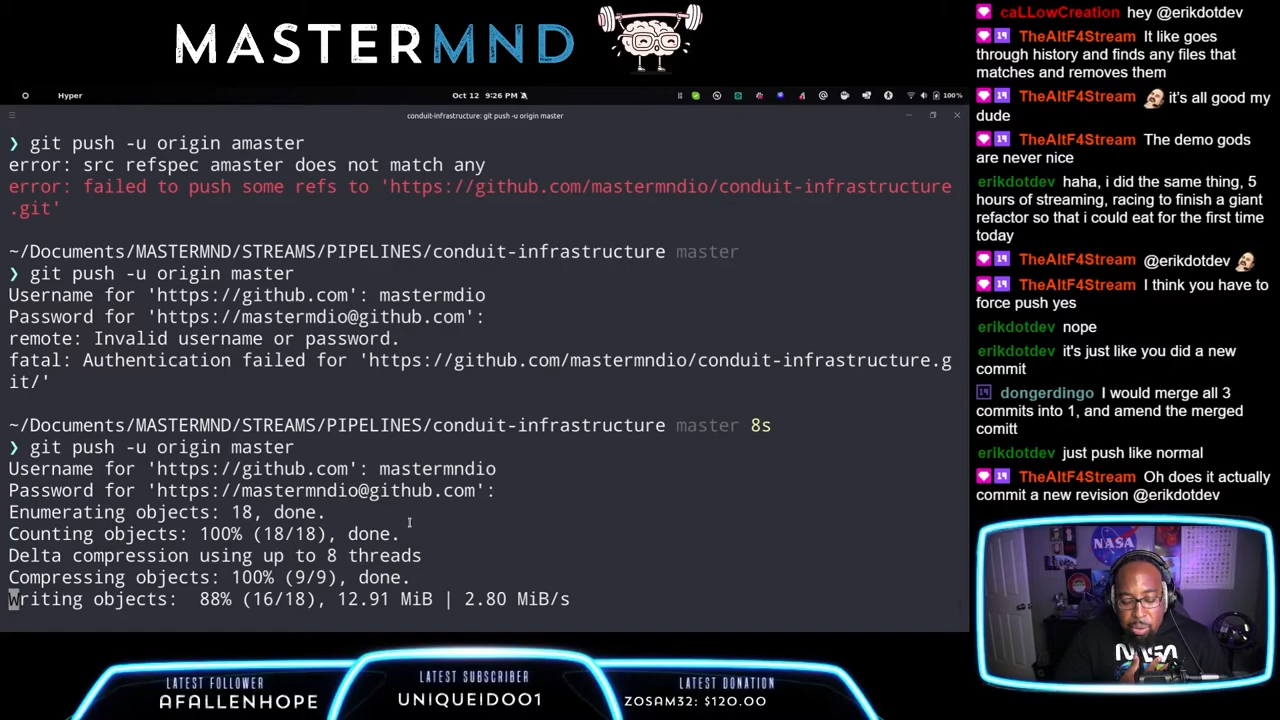 MASTERMND
Hyper
Oct 12 9:26 PM
100%
conduit-infrastructure: git push -u origin master
❯ git push -u origin amaster
error: src refspec amaster does not match any
error: failed to push some refs to 'https://github.com/mastermndio/conduit-infrastructure
.git'
~/Documents/MASTERMND/STREAMS/PIPELINES/conduit-infrastructure master
❯ git push -u origin master
Username for 'https://github.com': mastermdio
Password for 'https://mastermdio@github.com':
remote: Invalid username or password.
fatal: Authentication failed for 'https://github.com/mastermndio/conduit-infrastructure.g
it/'
~/Documents/MASTERMND/STREAMS/PIPELINES/conduit-infrastructure master 8s
❯ git push -u origin master
Username for 'https://github.com': mastermndio
Password for 'https://mastermndio@github.com':
Enumerating objects: 18, done.
Counting objects: 100% (18/18), done.
Delta compression using up to 8 threads
Compressing objects: 100% (9/9), done.
Writing objects: 88% (16/18), 12.91 MiB | 2.80 MiB/s
caLLowCreation hey @erikdotdev
19 TheAltF4Stream It like goes
through history and finds any files that
matches and removes them
19 TheAltF4Stream it's all good my
dude
19 TheAltF4Stream The demo gods
are never nice
erikdotdev haha, i did the same thing, 5
hours of streaming, racing to finish a giant
refactor so that i could eat for the first time
today
19 TheAltF4Stream @erikdotdev
19 TheAltF4Stream I think you have to
force push yes
erikdotdev nope
erikdotdev it's just like you did a new
commit
19 dongerdingo I would merge all 3
commits into 1, and amend the merged
comitt
erikdotdev just push like normal
19 TheAltF4Stream Oh does it actually
commit a new revision @erikdotdev
NASA
LATEST FOLLOWER
AFALLENHOPE
LATEST SUBSCRIBER
UNIQUEID001
LATEST DONATION
ZOSAM32: $120.00